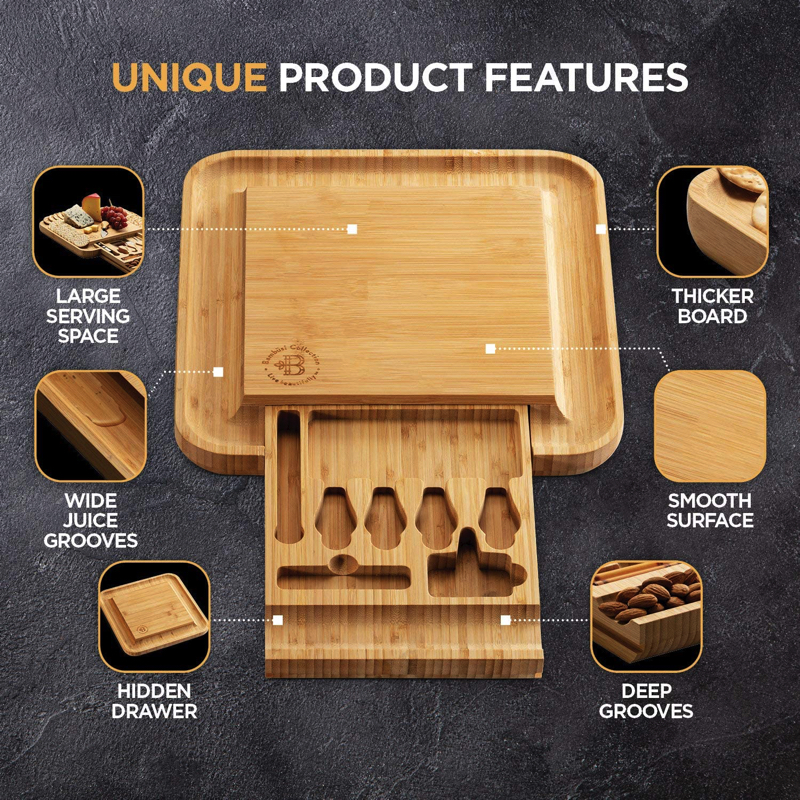 UNIQUE PRODUCT FEATURES
LARGE
SERVING
SPACE
THICKER
BOARD
WIDE
JUICE
GROOVES
SMOOTH
SURFACE
HIDDEN
DRAWER
DEEP
GROOVES
B